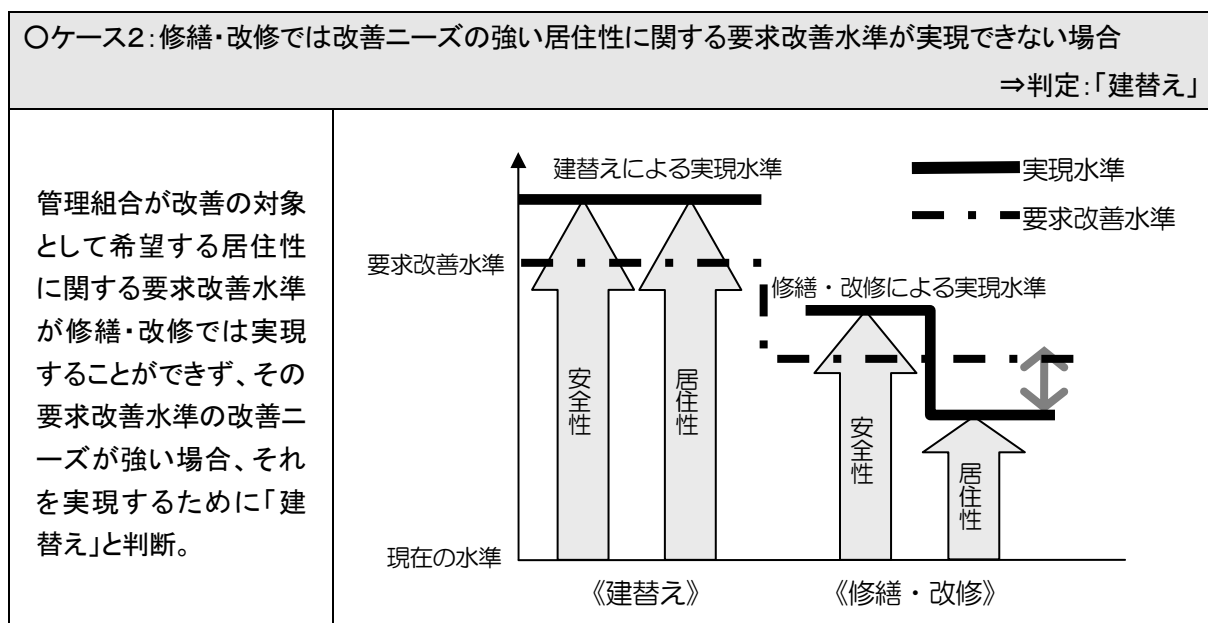 ○ケース2：修繕・改修では改善ニーズの強い居住性に関する要求改善水準が実現できない場合
⇒判定：「建替え」
管理組合が改善の対象
として希望する居住性
に関する要求改善水準
が修繕・改修では実現
することができず、その
要求改善水準の改善ニ
ーズが強い場合、それ
を実現するために「建
替え」と判断。
建替えによる実現水準
実現水準
要求改善水準
要求改善水準
修繕・改修による実現水準
安全性
居住性
安全性
居住性
現在の水準
《建替え》
《修繕・改修》